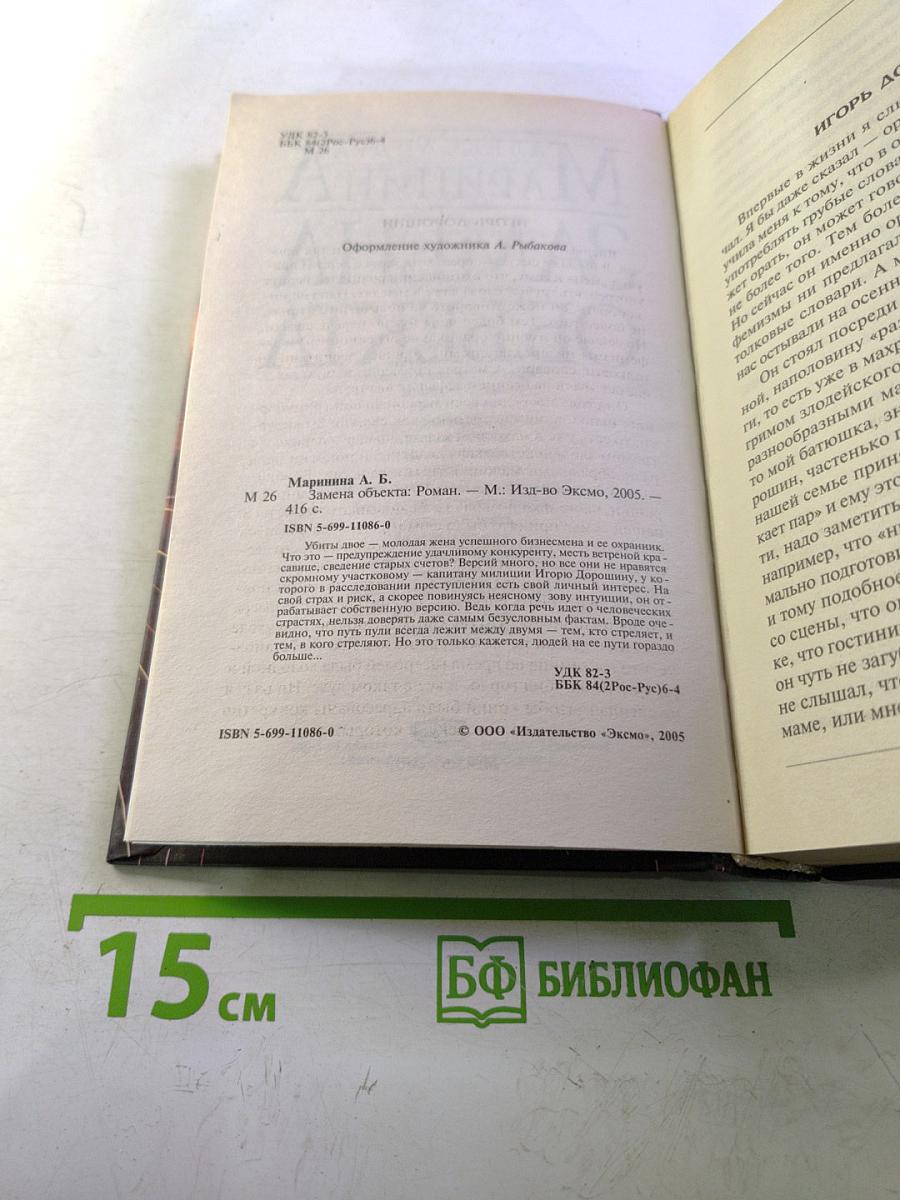 УДК 82-3
ББК 84(2Рос-Рус)6-4
М 26
Оформление художника А. Рыбакова
Маринина А. Б.
М 26 Замена объекта: Роман. — М.: Изд-во Эксмо, 2005. —
416 с.
ISBN 5-699-11086-0
Убиты двое — молодая жена успешного бизнесмена и ее охранник.
Что это — предупреждение удачливому конкуренту, месть ветреной кра-
савице, сведение старых счетов? Версий много, но все они не нравятся
скромному участковому — капитану милиции Игорю Дорошину, у ко-
торого в расследовании преступления есть свой личный интерес. На
свой страх и риск, а скорее повинуясь неясному зову интуиции, он от-
рабатывает собственную версию. Ведь когда речь идет о человеческих
страстях, нельзя доверять даже самым безусловным фактам. Вроде оче-
видно, что путь пули всегда лежит между двумя — тем, кто стреляет, и
тем, в кого стреляют. Но это только кажется, людей на ее пути гораздо
больше...
УДК 82-3
ББК 84(2Рос-Рус)6-4
ISBN 5-699-11086-0 © ООО «Издательство «Эксмо», 2005
ИГОРЬ ДО
Впервые в жизни я сл
чал. Я бы даже сказал — ор
учила меня к тому, что в о
употреблять грубые слова
жет орать, он может гово
не более того. Тем боле
Но сейчас он именно ор
фемизмы ни предлагал
толковые словари. А м
нас остывали на осенн
Он стоял посреди
ной, наполовину «раз
ги, то есть уже в махр
гримом злодейского
разнообразными ма
то мой батюшка, зн
рошин, частенько п
нашей семье приня
кает пар» и ему это
ти, надо заметить
например, что «н
мально подготови
и тому подобное
со сцены, что о
ке, что гостини
он чуть не загу
не слышал, чт
маме, или мн
15 см
БФ БИБЛИОФАН